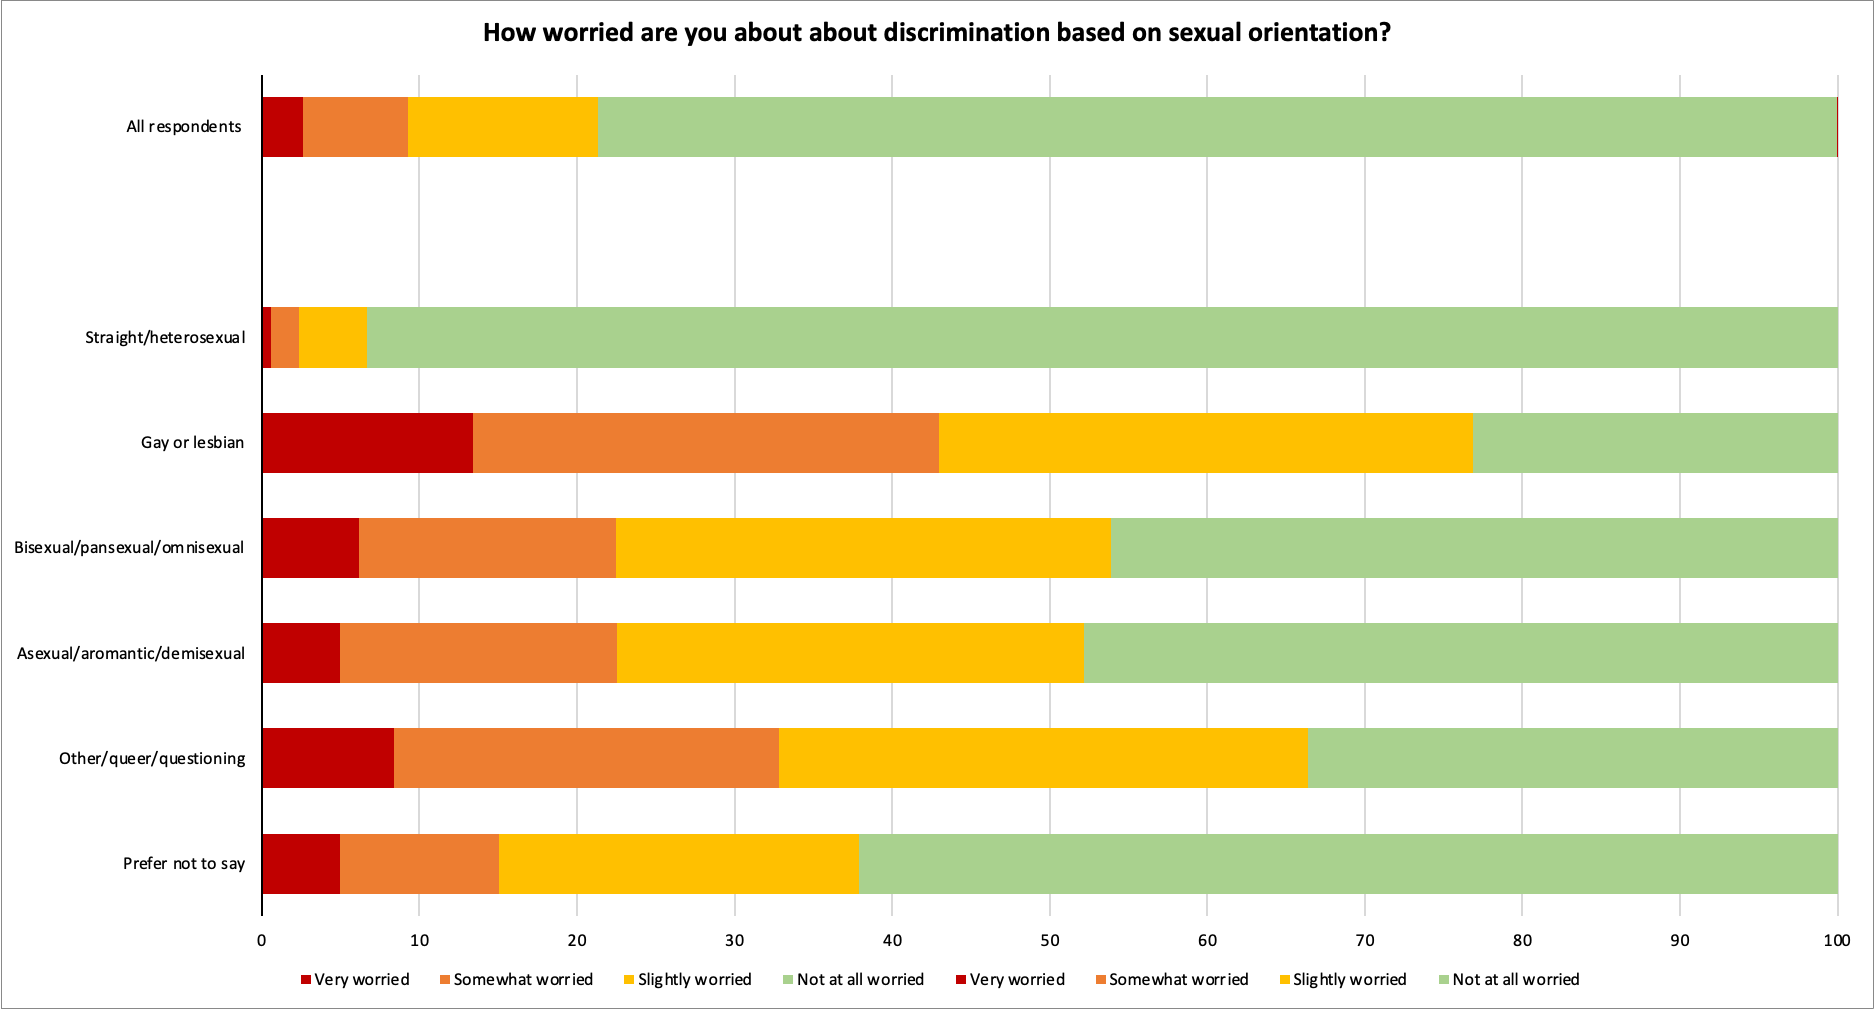 How worried are you about about discrimination based on sexual orientation?
All respondents
Straight/heterosexual
Gay or lesbian
Bisexual/pansexual/omnisexual
Asexual/aromantic/demisexual
Other/queer/questioning
Prefer not to say
0 10 20 30 40 50 60 70 80 90 100
Very worried Somewhat worried Slightly worried Not at all worried Very worried Somewhat worried Slightly worried Not at all worried